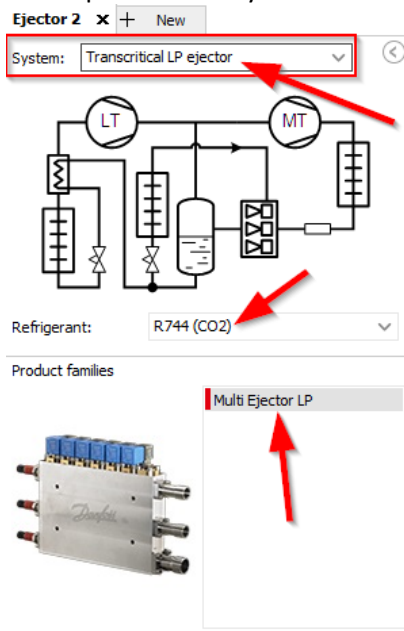 Ejector 2 x + New
System: Transcritical LP ejector
LT MT
Refrigerant: R744 (CO2)
Product families
Multi Ejector LP
Danfoss